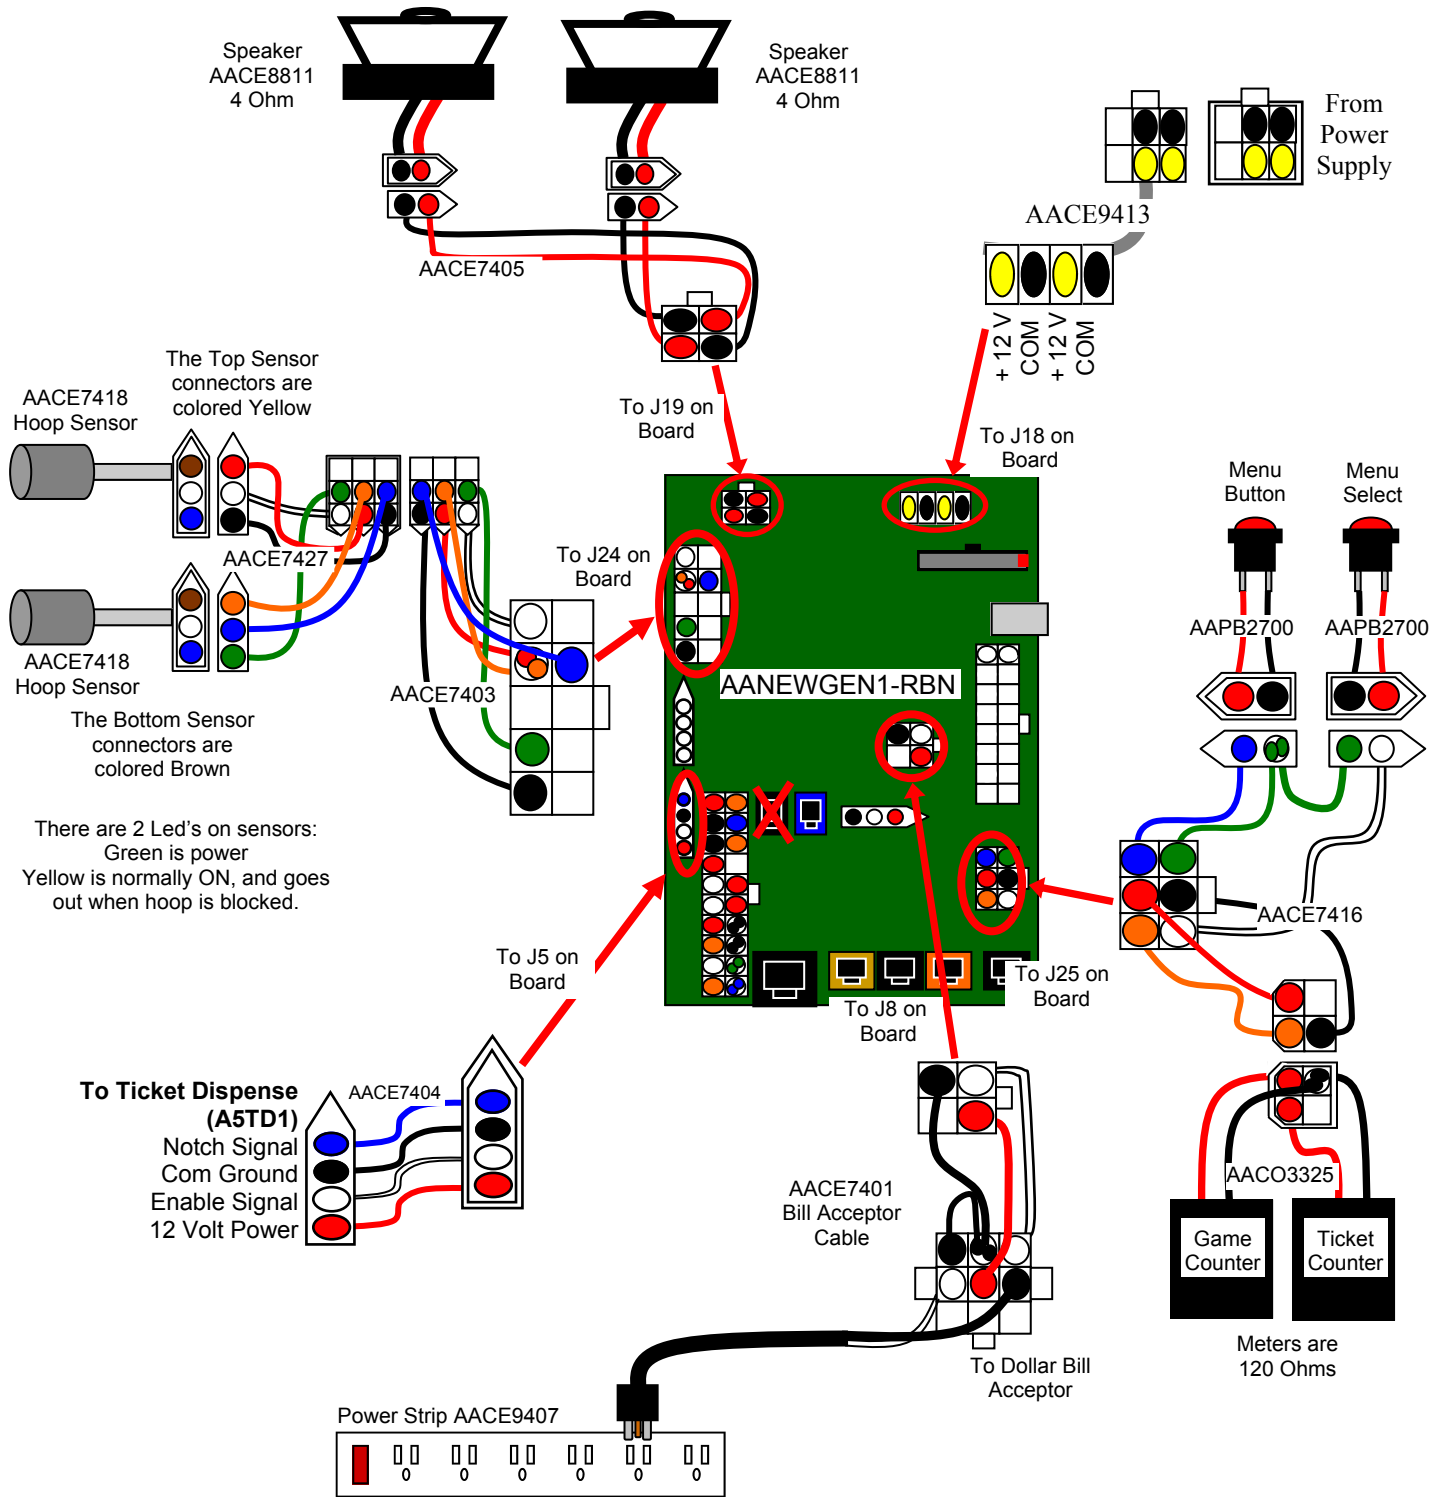 Speaker
AACE8811
4 Ohm
Speaker
AACE8811
4 Ohm
From
Power
Supply
AACE9413
AACE7405
+ 12 V
COM
+ 12 V
COM
The Top Sensor
connectors are
colored Yellow
AACE7418
Hoop Sensor
To J19 on
Board
To J18 on
Board
Menu
Button
Menu
Select
AACE7427
To J24 on
Board
AAPB2700
AAPB2700
AACE7418
Hoop Sensor
AACE7403
AANEWGEN1-RBN
The Bottom Sensor
connectors are
colored Brown
There are 2 Led's on sensors:
Green is power
Yellow is normally ON, and goes
out when hoop is blocked.
AACE7416
To J5 on
Board
To J25 on
Board
To J8 on
Board
To Ticket Dispense
(A5TD1)
Notch Signal
Com Ground
Enable Signal
12 Volt Power
AACE7404
AACE7401
Bill Acceptor
Cable
AACO3325
Game
Counter
Ticket
Counter
Meters are
120 Ohms
To Dollar Bill
Acceptor
Power Strip AACE9407